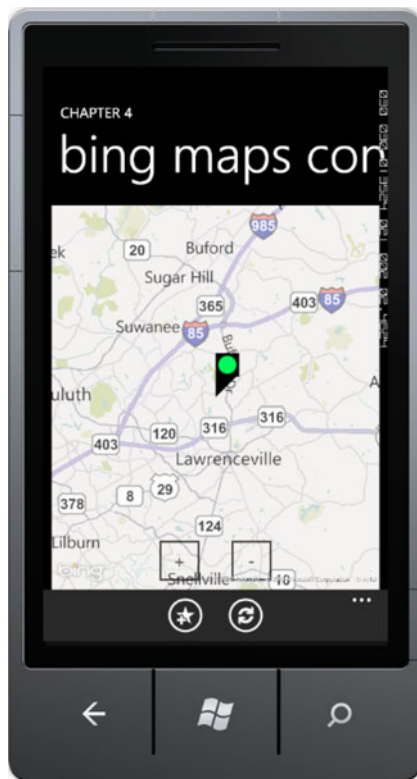 CHAPTER 4
bing maps con
985
20
Buford
Sugar Hill
365
403
85
Suwanee
85
uluth
403
120
316
316
Lawrenceville
8
29
378
124
Lilburn
+
-
Snellville
bing